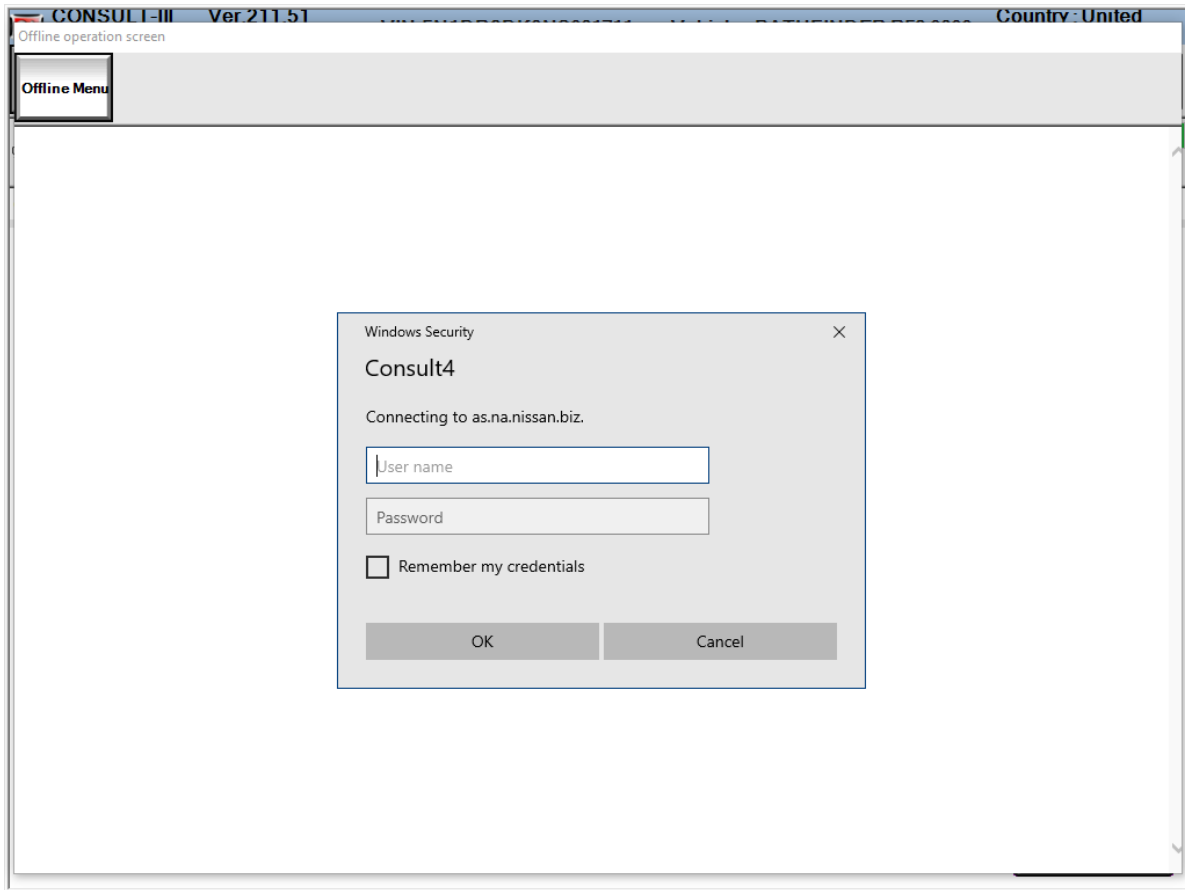 CONSULT-III Ver.211.51 Country : United
Offline operation screen
Offline Menu
Windows Security
Consult4
Connecting to as.na.nissan.biz.
User name
Password
Remember my credentials
OK Cancel